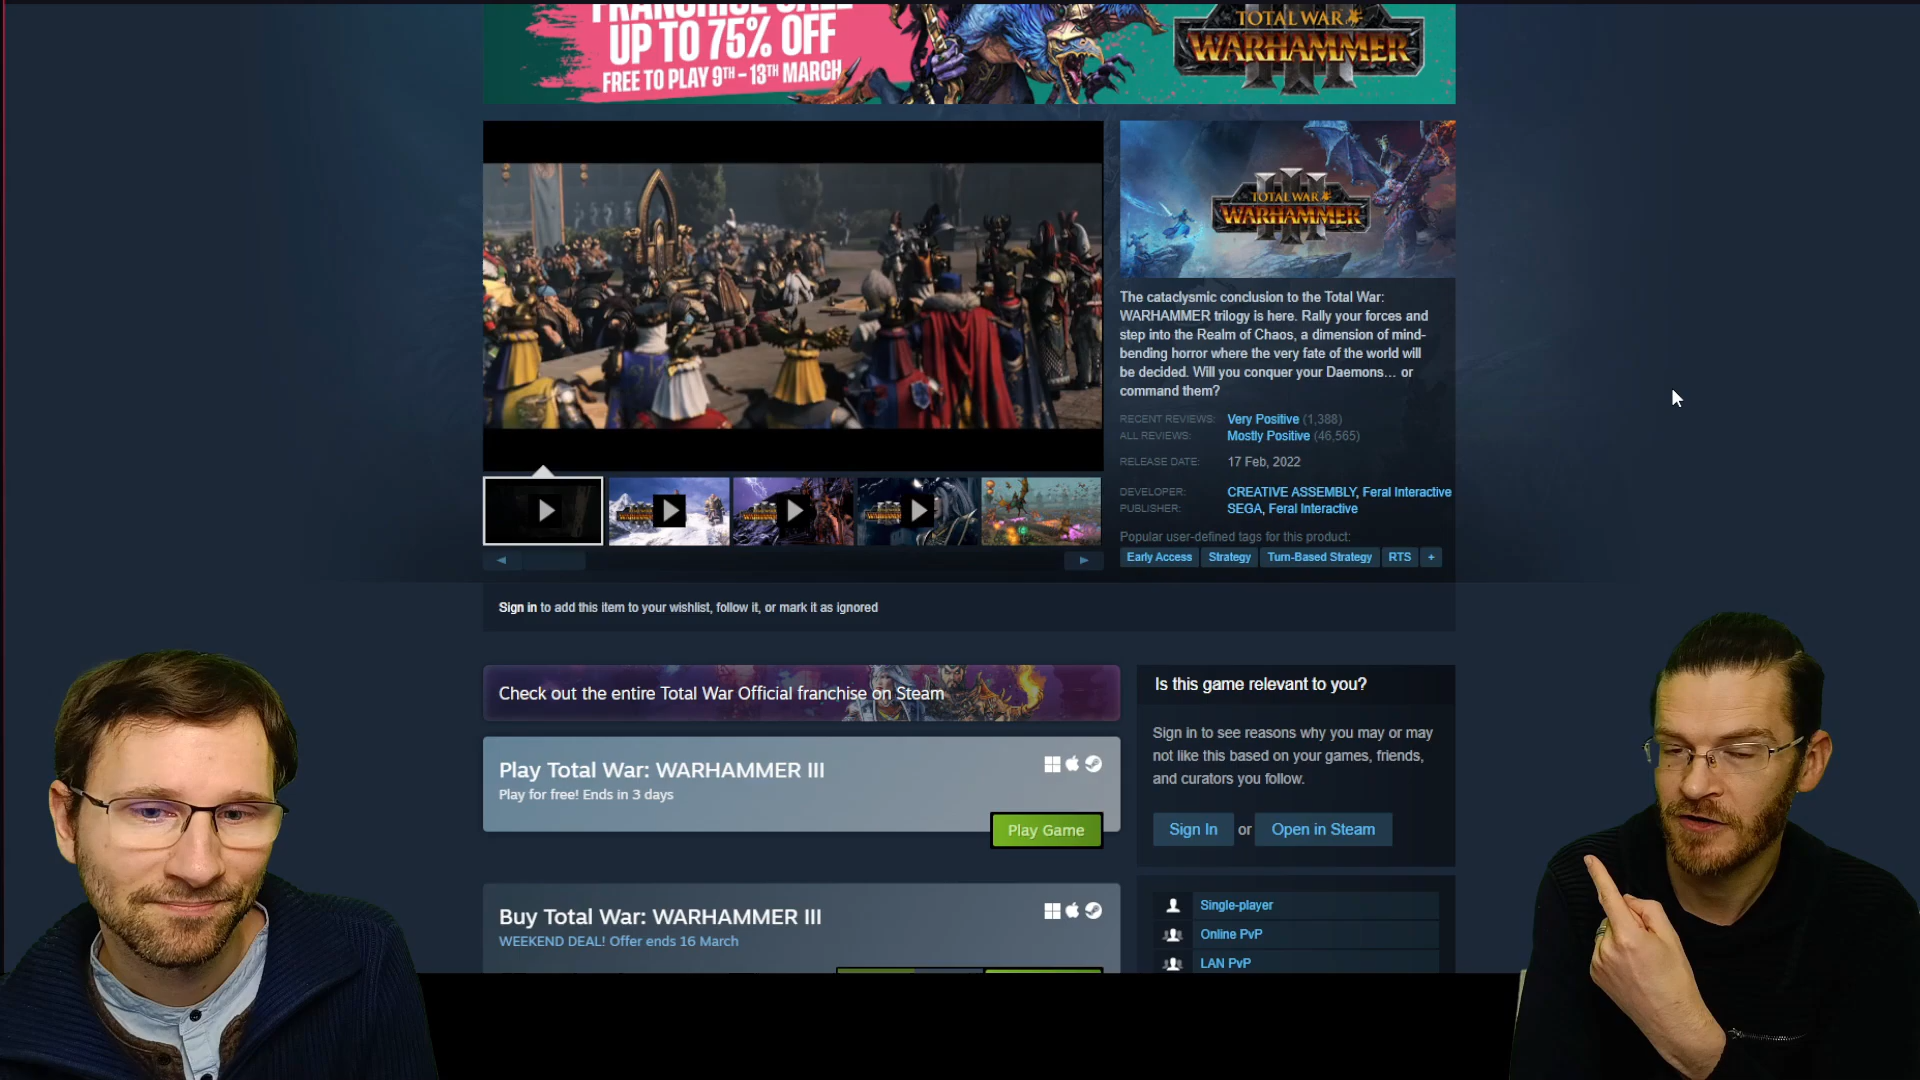 FRANCHISE SALE
UP TO 75% OFF
FREE TO PLAY 9TH - 13TH MARCH
TOTAL WAR
WARHAMMER
III
TOTAL WAR
WARHAMMER
III
The cataclysmic conclusion to the Total War:
WARHAMMER trilogy is here. Rally your forces and
step into the Realm of Chaos, a dimension of mind-
bending horror where the very fate of the world will
be decided. Will you conquer your Daemons… or
command them?
RECENT REVIEWS: Very Positive (1,388)
ALL REVIEWS: Mostly Positive (46,565)
RELEASE DATE: 17 Feb, 2022
DEVELOPER: CREATIVE ASSEMBLY, Feral Interactive
PUBLISHER: SEGA, Feral Interactive
Popular user-defined tags for this product:
Early Access Strategy Turn-Based Strategy RTS +
WARHAMMER
WARHAMMER
WARHAMMER
Sign in to add this item to your wishlist, follow it, or mark it as ignored
Check out the entire Total War Official franchise on Steam
Play Total War: WARHAMMER III
Play for free! Ends in 3 days
Play Game
Buy Total War: WARHAMMER III
WEEKEND DEAL! Offer ends 16 March
Is this game relevant to you?
Sign in to see reasons why you may or may
not like this based on your games, friends,
and curators you follow.
Sign In or Open in Steam
Single-player
Online PvP
LAN PvP